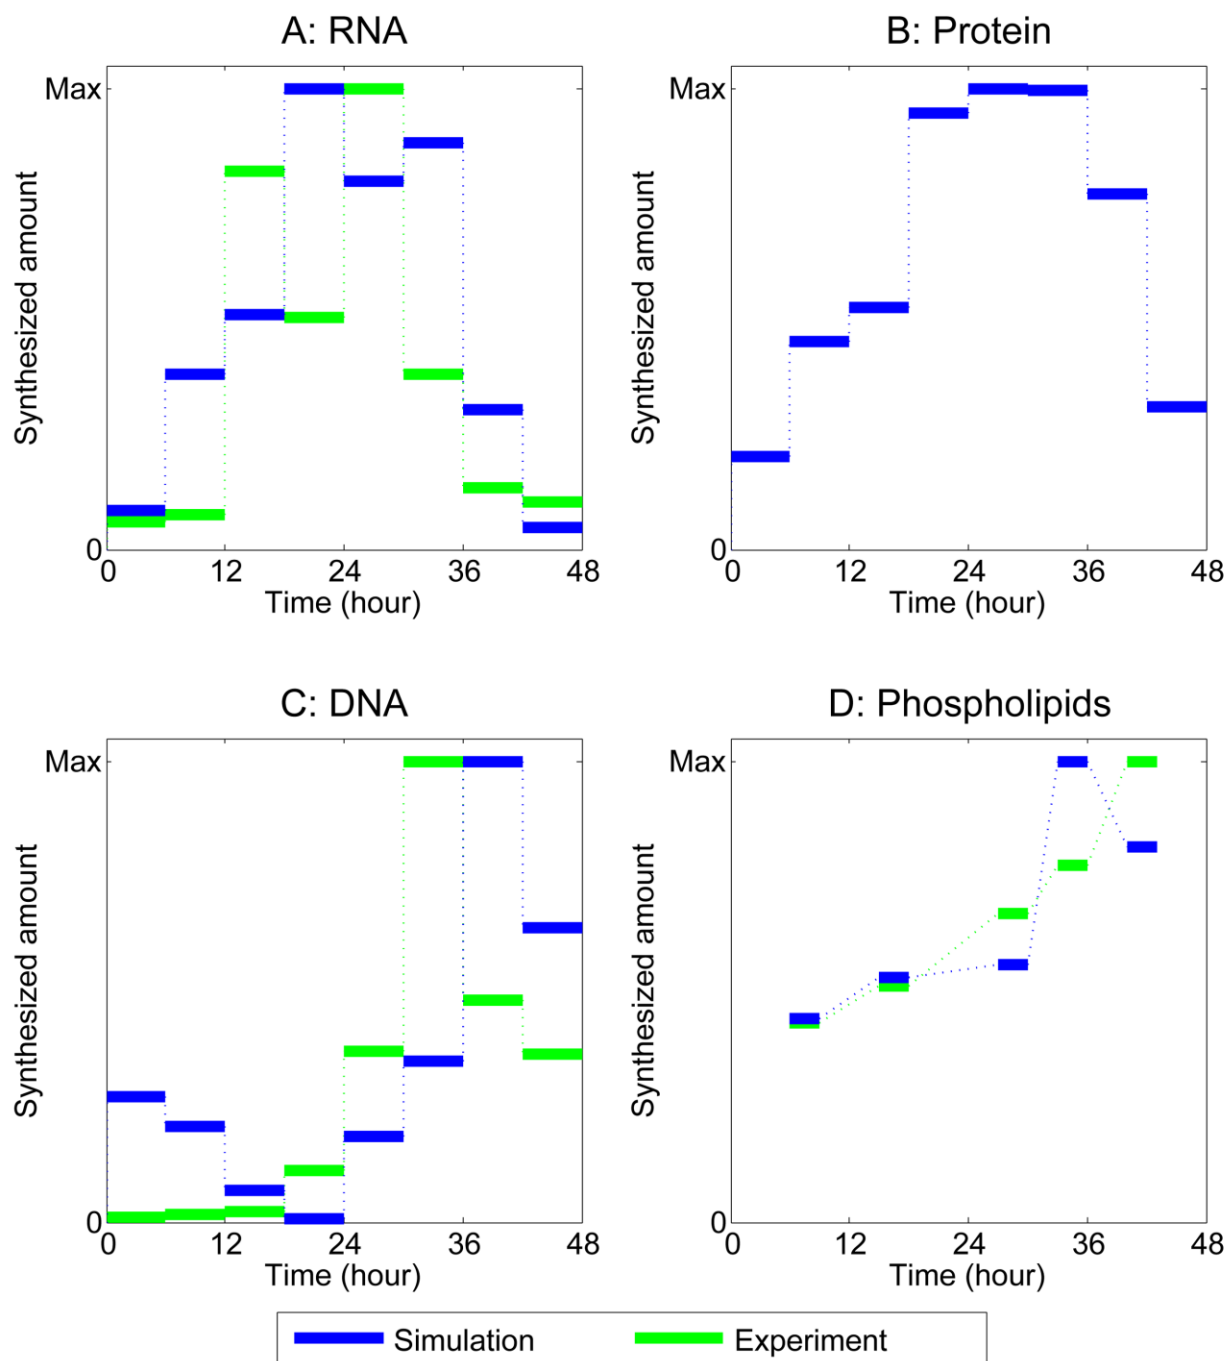 A: RNA
Max
Synthesized amount
0
0 12 24 36 48
Time (hour)
B: Protein
Max
Synthesized amount
0
0 12 24 36 48
Time (hour)
C: DNA
Max
Synthesized amount
0
0 12 24 36 48
Time (hour)
D: Phospholipids
Max
Synthesized amount
0
0 12 24 36 48
Time (hour)
Simulation
Experiment